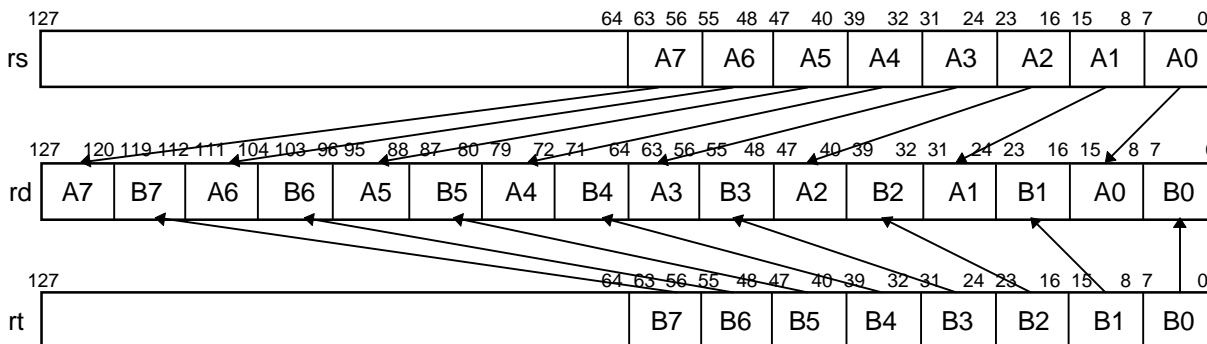 127 64 63 56 55 48 47 40 39 32 31 24 23 16 15 8 7 0
rs A7 A6 A5 A4 A3 A2 A1 A0
127 120 119 112 111 104 103 96 95 88 87 80 79 72 71 64 63 56 55 48 47 40 39 32 31 24 23 16 15 8 7 0
rd A7 B7 A6 B6 A5 B5 A4 B4 A3 B3 A2 B2 A1 B1 A0 B0
127 64 63 56 55 48 47 40 39 32 31 24 23 16 15 8 7 0
rt B7 B6 B5 B4 B3 B2 B1 B0